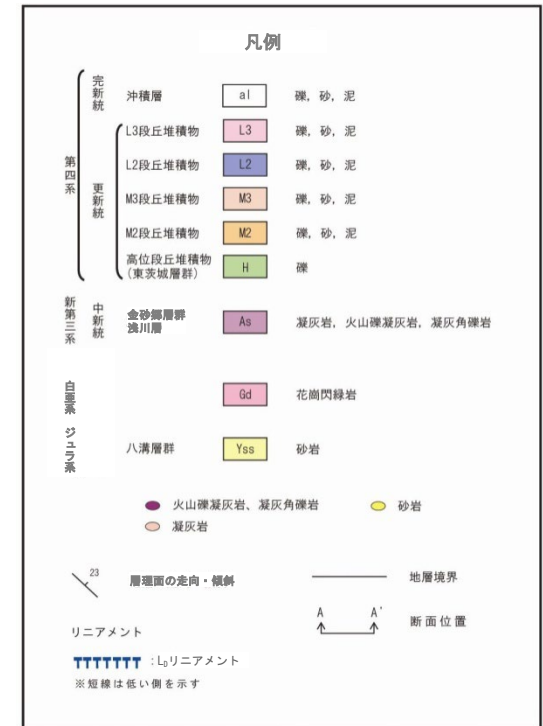 凡例
第四系
完新統
沖積層 al 礫, 砂, 泥
更新統
L3段丘堆積物 L3 礫, 砂, 泥
L2段丘堆積物 L2 礫, 砂, 泥
M3段丘堆積物 M3 礫, 砂, 泥
M2段丘堆積物 M2 礫, 砂, 泥
高位段丘堆積物
(東茨城層群) H 礫
新第三系
中新統
金砂郷層群
浅川層 As 凝灰岩, 火山礫凝灰岩, 凝灰角礫岩
白亜系
Gd 花崗閃緑岩
ジュラ系
八溝層群 Yss 砂岩
火山礫凝灰岩、凝灰角礫岩 砂岩
凝灰岩
23 層理面の走向・傾斜 地層境界
A A' 断面位置
リニアメント
:LDリニアメント
※短線は低い側を示す